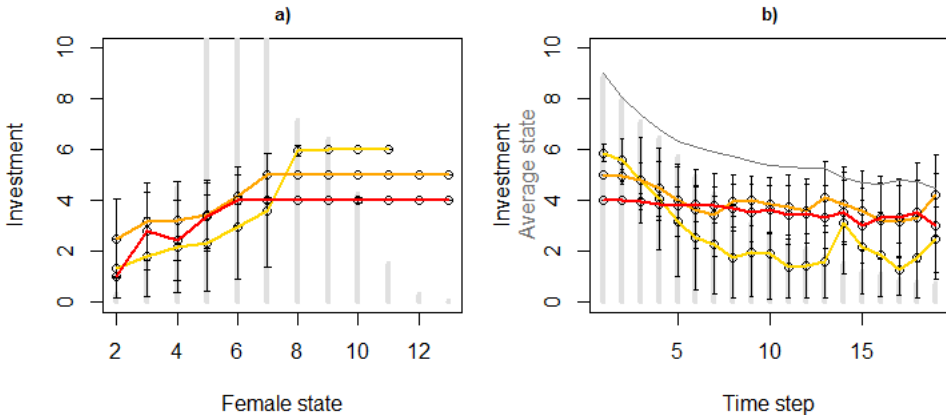 a)
Investment
10
8
6
4
2
0
2 4 6 8 10 12
Female state
b)
Investment
Average state
10
8
6
4
2
0
5 10 15
Time step